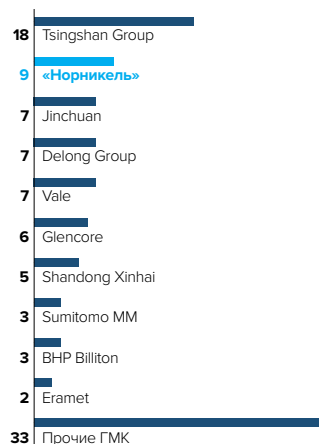 18 Tsingshan Group
9 «Норникель»
7 Jinchuan
7 Delong Group
7 Vale
6 Glencore
5 Shandong Xinhai
3 Sumitomo MM
3 BHP Billiton
2 Eramet
33 Прочие ГМК